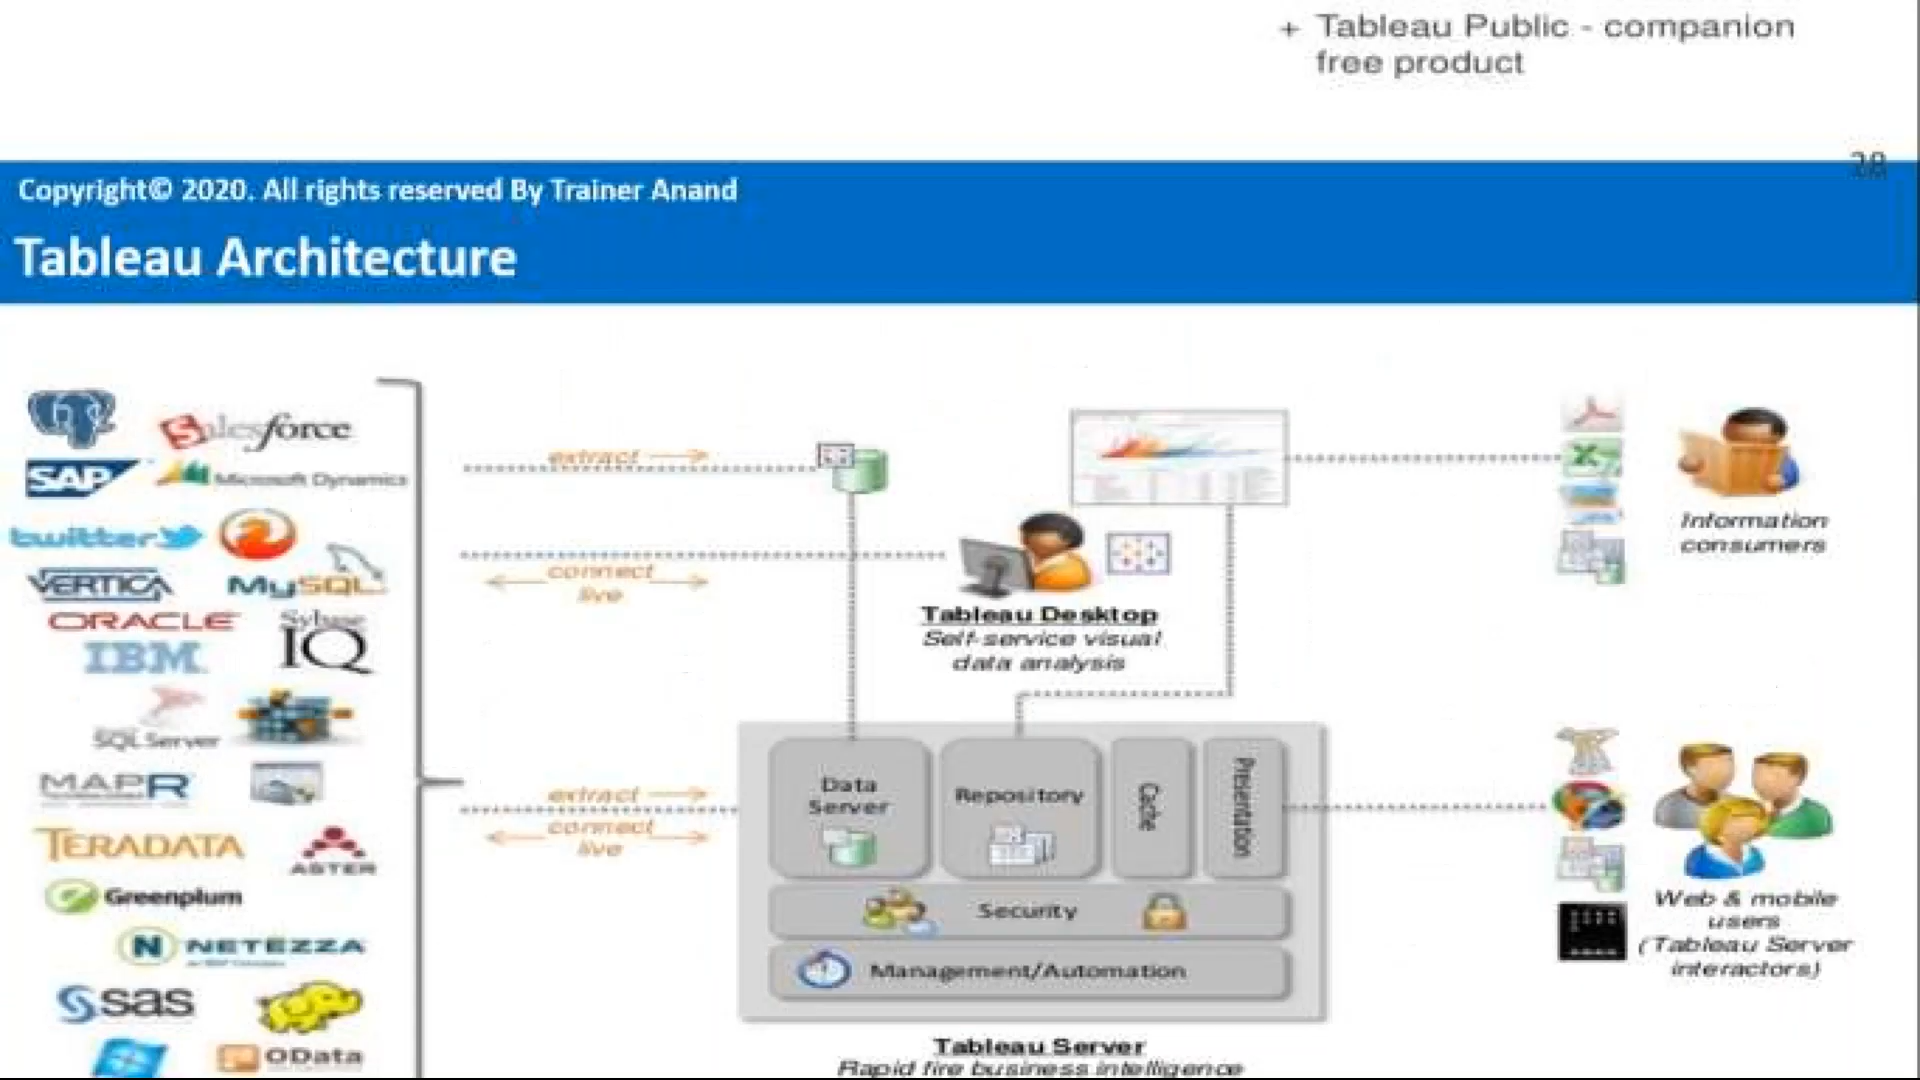 + Tableau Public - companion
free product
28
Copyright© 2020. All rights reserved By Trainer Anand
Tableau Architecture
Salesforce
SAP
Microsoft Dynamics
twitter
VERTICA
MySQL
ORACLE
Sybase
IQ
IBM
SQL Server
MAPR
TERADATA
ASTER
Greenplum
N NETEZZA
sas
OData
extract
connect
live
extract
connect
live
Tableau Desktop
Self-service visual
data analysis
Data
Server
Repository
Cache
Presentation
Security
Management/Automation
Tableau Server
Rapid fire business intelligence
Information
consumers
Web & mobile
users
(Tableau Server
interactors)